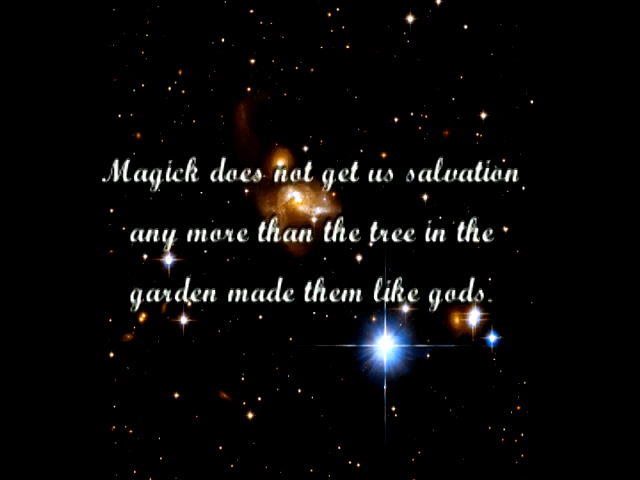 Magick does not get us salvation
any more than the tree in the
garden made them like gods.